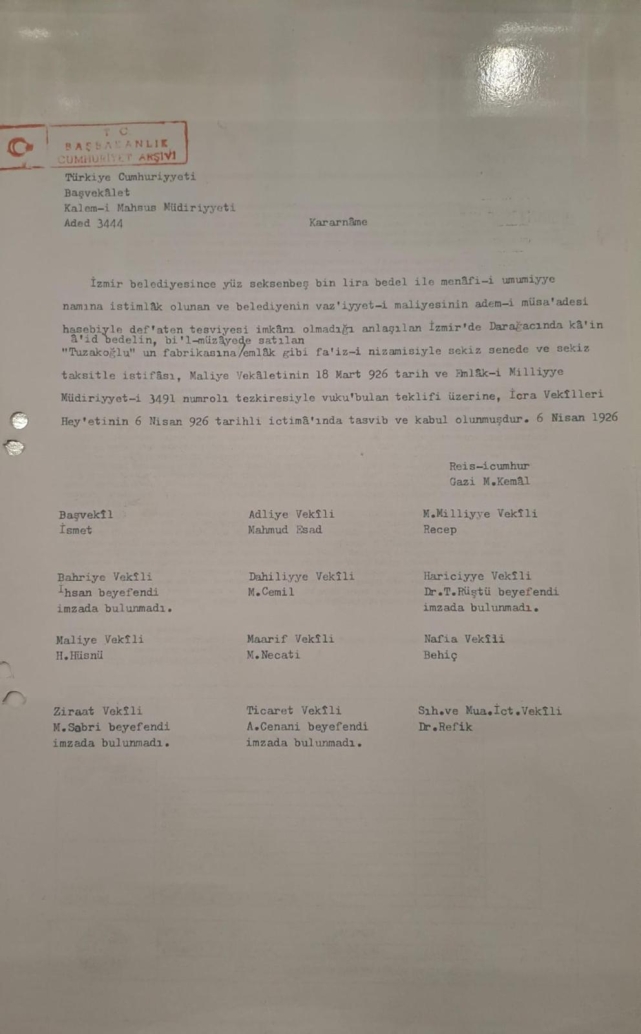 T C
BAŞBAKANLIK
CUMHURİYET ARŞİVİ
Türkiye Cumhuriyyeti
Başvekâlet
Kalem-i Mahsus Müdiriyyeti
Aded 3444 Kararnâme
İzmir belediyesince yüz seksenbeş bin lira bedel ile menâfi-i umumiyye
namına istimlâk olunan ve belediyenin vaz'iyyet-i maliyesinin adem-i müsa'adesi
hasebiyle def'aten tesviyesi imkânı olmadığı anlaşılan İzmir'de Darağacında kâ'in
â'id bedelin, bi'l-müzâyede satılan
"Tuzakoğlu" un fabrikasına/emlâk gibi fa'iz-i nizamisiyle sekiz senede ve sekiz
taksitle istifâsı, Maliye Vekâletinin 18 Mart 926 tarih ve Emlâk-i Milliyye
Müdiriyyet-i 3491 numrolı tezkiresiyle vuku'bulan teklifi üzerine, İcra Vekîlleri
Hey'etinin 6 Nisan 926 tarihli ictimâ'ında tasvib ve kabul olunmuşdur. 6 Nisan 1926
Reis-icumhur
Gazi M.Kemâl
Başvekîl Adliye Vekîli M.Milliyye Vekîli
İsmet Mahmud Esad Recep
Bahriye Vekîli Dahiliyye Vekîli Hariciyye Vekîli
İhsan beyefendi M.Cemil Dr.T.Rüştü beyefendi
imzada bulunmadı. imzada bulunmadı.
Maliye Vekîli Maarif Vekîli Nafia Vekîli
H.Hüsnü M.Necati Behiç
Ziraat Vekîli Ticaret Vekîli Sıh.ve Mua.İct.Vekîli
M.Sabri beyefendi A.Cenani beyefendi Dr.Refik
imzada bulunmadı. imzada bulunmadı.